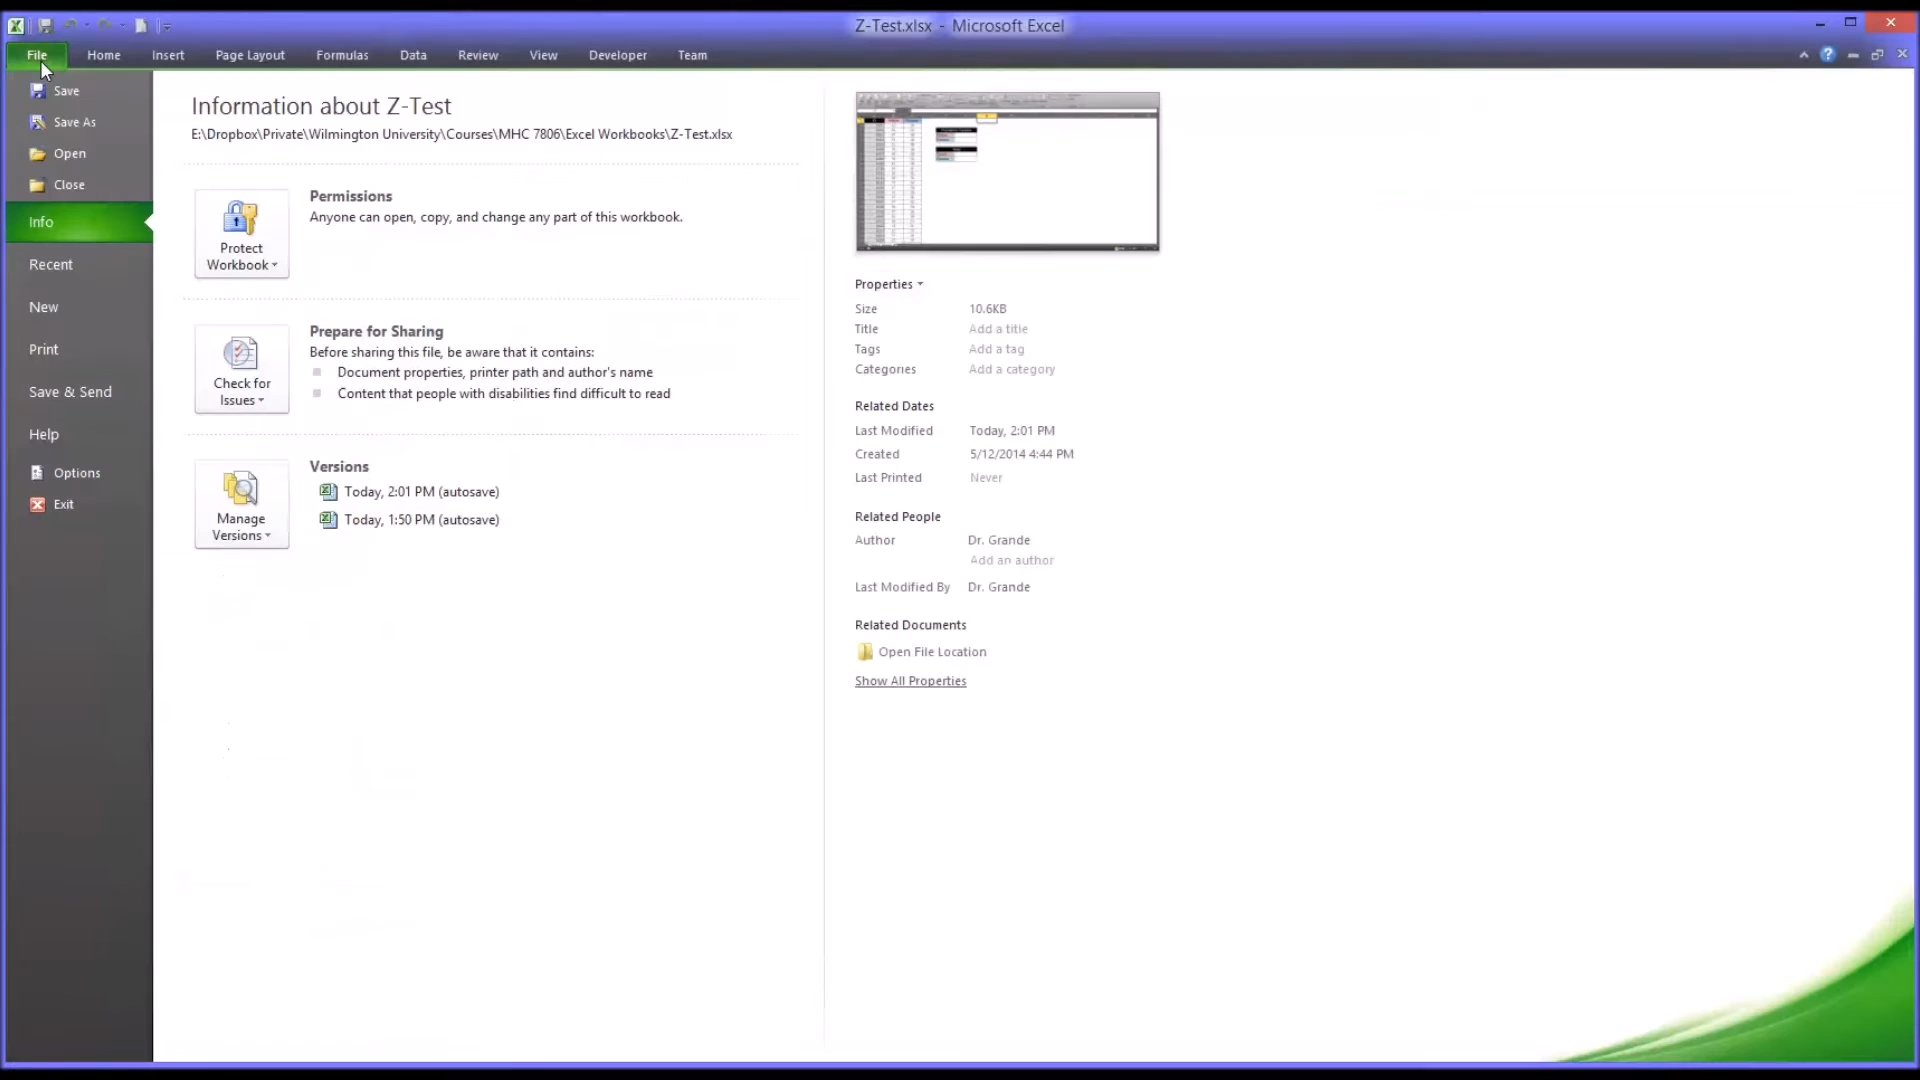 Z-Test.xlsx - Microsoft Excel
File Home Insert Page Layout Formulas Data Review View Developer Team
Save
Save As
Open
Close
Info
Recent
New
Print
Save & Send
Help
Options
Exit
Information about Z-Test
E:\Dropbox\Private\Wilmington University\Courses\MHC 7806\Excel Workbooks\Z-Test.xlsx
Protect
Workbook
Permissions
Anyone can open, copy, and change any part of this workbook.
Check for
Issues
Prepare for Sharing
Before sharing this file, be aware that it contains:
Document properties, printer path and author's name
Content that people with disabilities find difficult to read
Manage
Versions
Versions
Today, 2:01 PM (autosave)
Today, 1:50 PM (autosave)
Properties
Size 10.6KB
Title Add a title
Tags Add a tag
Categories Add a category
Related Dates
Last Modified Today, 2:01 PM
Created 5/12/2014 4:44 PM
Last Printed Never
Related People
Author Dr. Grande
Add an author
Last Modified By Dr. Grande
Related Documents
Open File Location
Show All Properties